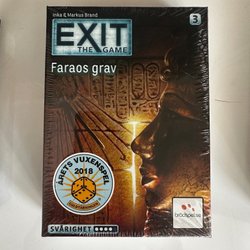 Inka & Markus Brand
EXIT
THE GAME
3
Faraos grav
ÅRETS VUXENSPEL
2018
SVÅRIGHET
brädspel.se